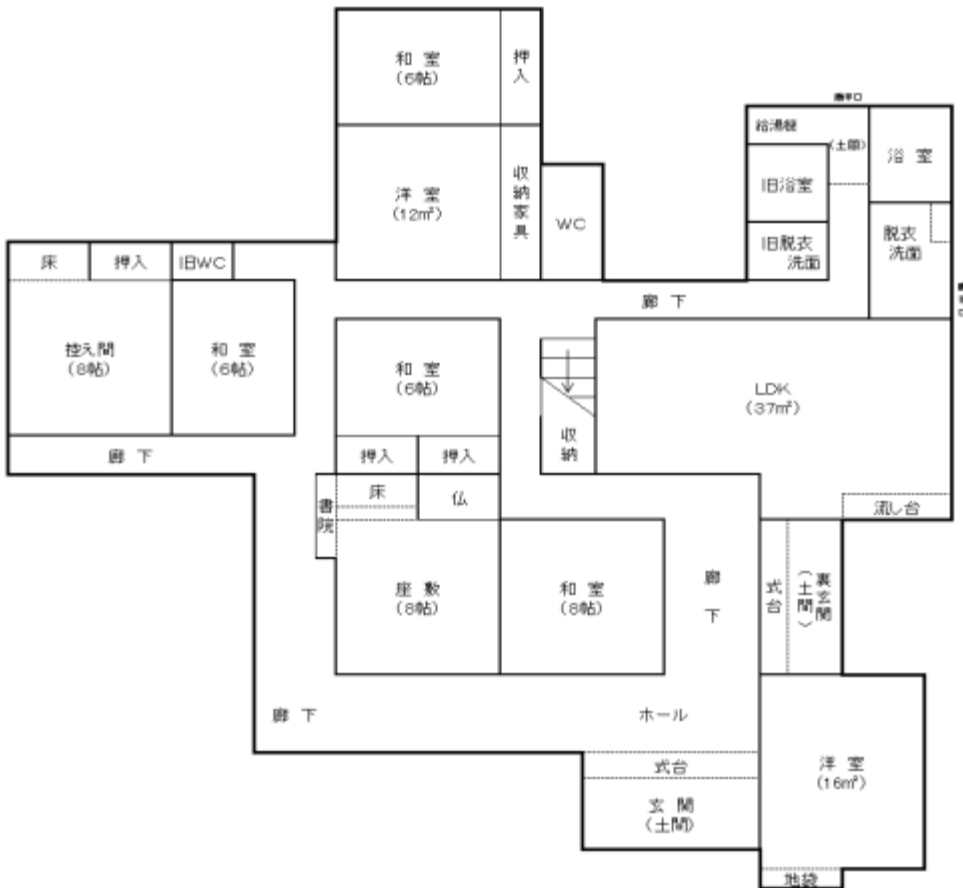 和 室
(6帖)
押入
勝手口
給湯機
(土間)
浴 室
洋 室
(12㎡)
収納家具
WC
旧浴室
旧脱衣
洗面
脱衣
洗面
床
押入
旧WC
廊 下
控え間
(8帖)
和 室
(6帖)
和 室
(6帖)
LDK
(37㎡)
収納
廊 下
押入
押入
書院
床
仏
流し台
座 敷
(8帖)
和 室
(8帖)
廊下
式台
裏玄関
(土間)
廊 下
ホール
式台
洋 室
(16㎡)
玄 関
(土間)
地袋